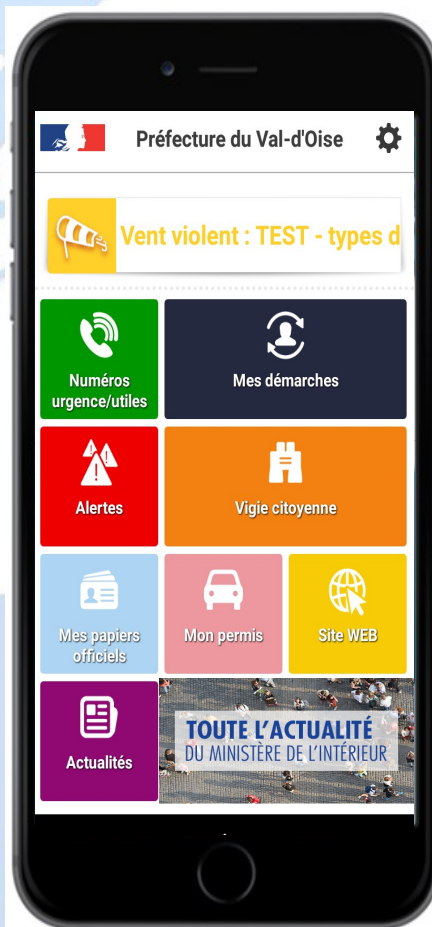 Préfecture du Val-d'Oise
Vent violent : TEST - types d
Numéros
urgence/utiles
Mes démarches
Alertes
Vigie citoyenne
Mes papiers
officiels
Mon permis
Site WEB
Actualités
TOUTE L'ACTUALITÉ
DU MINISTÈRE DE L'INTÉRIEUR